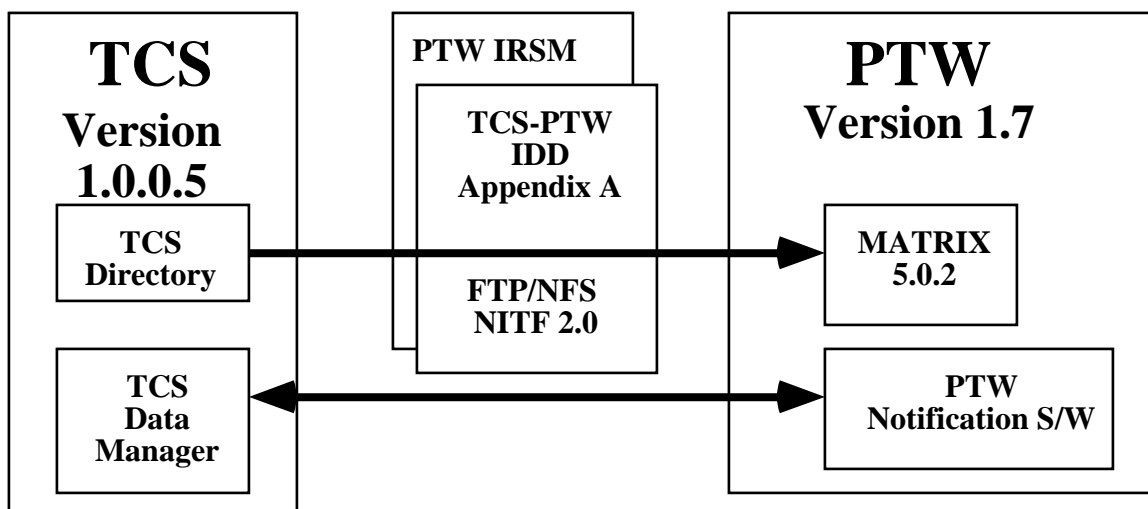 TCS
Version
1.0.0.5
TCS
Directory
TCS
Data
Manager
PTW IRSM
TCS-PTW
IDD
Appendix A
FTP/NFS
NITF 2.0
PTW
Version 1.7
MATRIX
5.0.2
PTW
Notification S/W